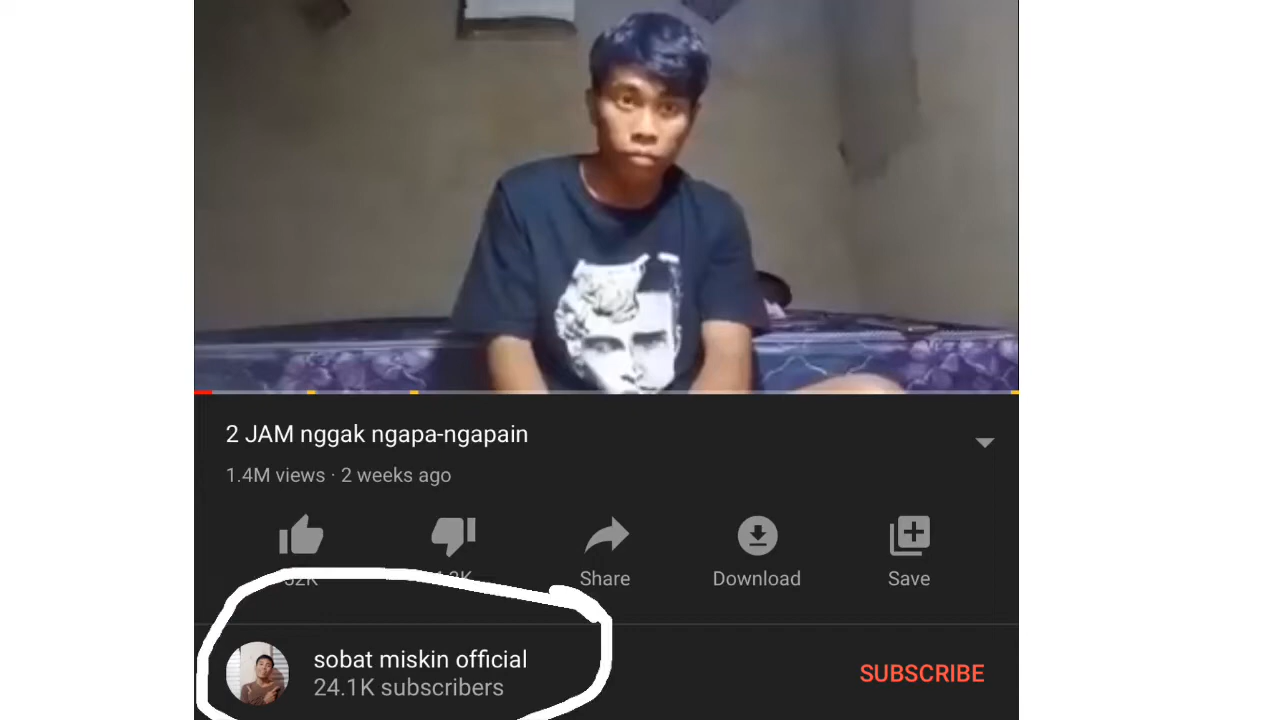 2 JAM nggak ngapa-ngapain
1.4M views · 2 weeks ago
Share
Download
Save
sobat miskin official
24.1K subscribers
SUBSCRIBE